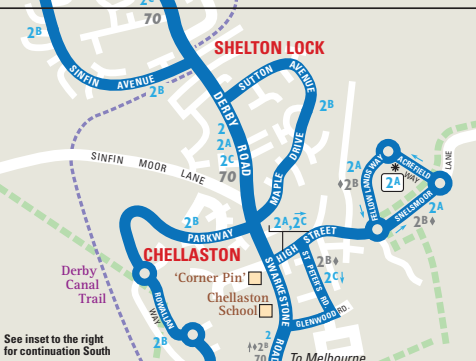 2C
70
2B
SHELTON LOCK
SINFIN AVENUE
2B
SUTTON AVENUE
2B
DERBY ROAD
2
2A
2C
70
MAPLE DRIVE
SINFIN MOOR LANE
2A
♦2B
FELLOW LANDS WAY
ACREFIELD WAY
*
2A
LANE
SNELSMOOR
2A
2B♦
2B
PARKWAY
2A,2C
HIGH STREET
CHELLASTON
SWARKESTONE ROAD
ST. PETER'S RD.
2B♦
2C
GLENWOOD RD.
'Corner Pin'
Chellaston
School
Derby
Canal
Trail
ROWALLAN WAY
2B
2
♦2B
70
See inset to the right
for continuation South
To Melbourne